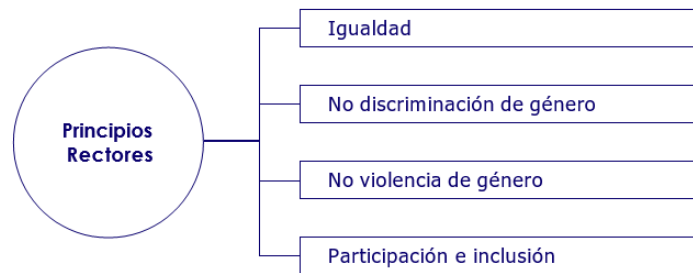 Principios
Rectores
Igualdad
No discriminación de género
No violencia de género
Participación e inclusión